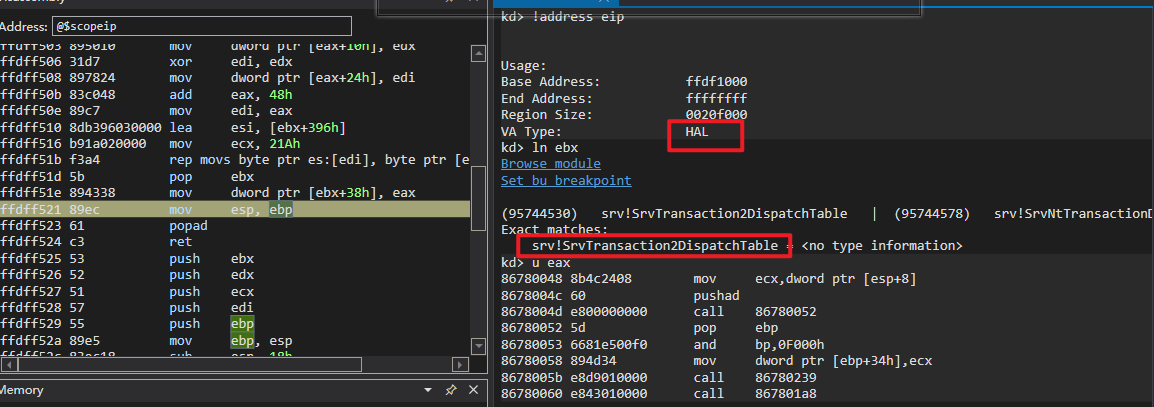 Address: @$scopeip
ffdff503 895010 mov dword ptr [eax+10h], edx
ffdff506 31d7 xor edi, edx
ffdff508 897824 mov dword ptr [eax+24h], edi
ffdff50b 83c048 add eax, 48h
ffdff50e 89c7 mov edi, eax
ffdff510 8db396030000 lea esi, [ebx+396h]
ffdff516 b91a020000 mov ecx, 21Ah
ffdff51b f3a4 rep movs byte ptr es:[edi], byte ptr [e
ffdff51d 5b pop ebx
ffdff51e 894338 mov dword ptr [ebx+38h], eax
ffdff521 89ec mov esp, ebp
ffdff523 61 popad
ffdff524 c3 ret
ffdff525 53 push ebx
ffdff526 52 push edx
ffdff527 51 push ecx
ffdff528 57 push edi
ffdff529 55 push ebp
ffdff52a 89e5 mov ebp, esp
ffdff52c 83ec18 sub esp, 18h
Memory
kd> !address eip
Usage:
Base Address: ffdf1000
End Address: ffffffff
Region Size: 0020f000
VA Type: HAL
kd> ln ebx
Browse module
Set bu breakpoint
(95744530) srv!SrvTransaction2DispatchTable | (95744578) srv!SrvNtTransactionD
Exact matches:
srv!SrvTransaction2DispatchTable = <no type information>
kd> u eax
86780048 8b4c2408 mov ecx,dword ptr [esp+8]
8678004c 60 pushad
8678004d e800000000 call 86780052
86780052 5d pop ebp
86780053 6681e500f0 and bp,0F000h
86780058 894d34 mov dword ptr [ebp+34h],ecx
8678005b e8d9010000 call 86780239
86780060 e843010000 call 867801a8